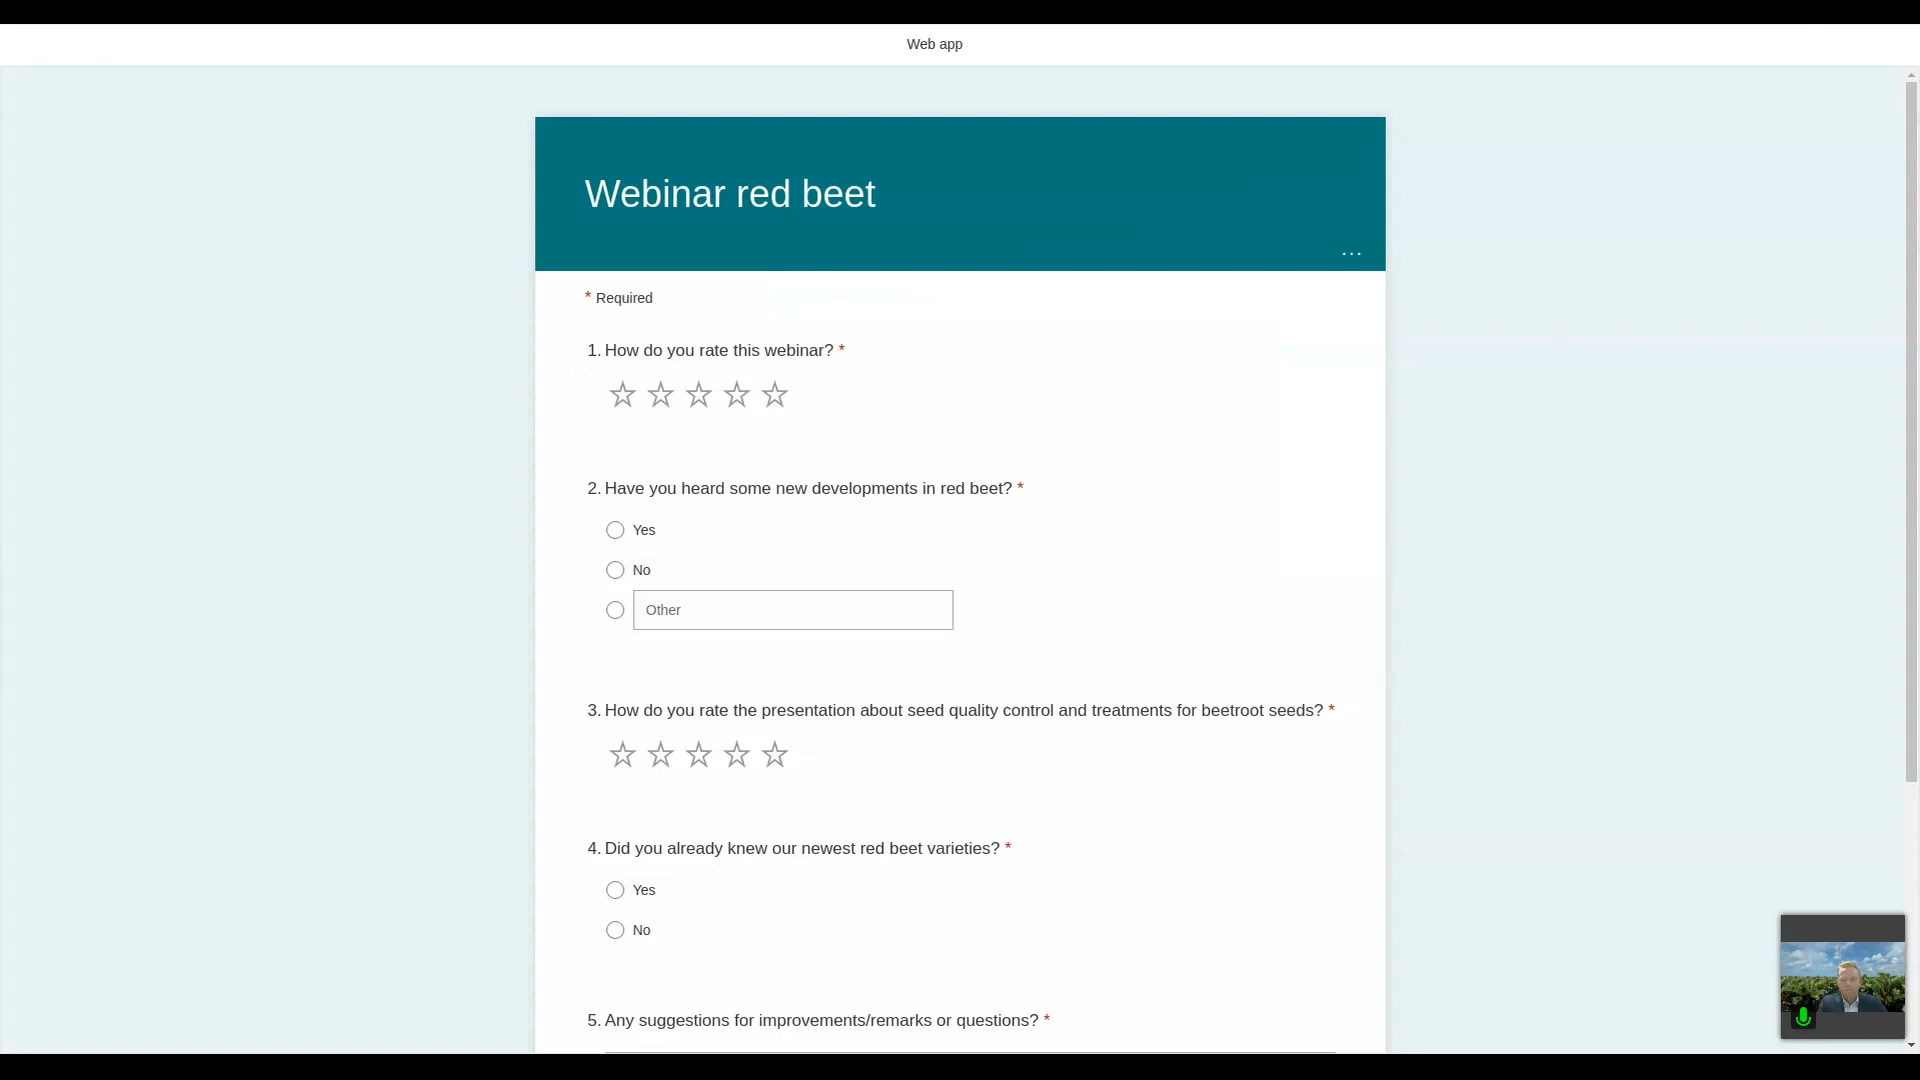 Web app
Webinar red beet
...
* Required
1. How do you rate this webinar? *
2. Have you heard some new developments in red beet? *
Yes
No
Other
3. How do you rate the presentation about seed quality control and treatments for beetroot seeds? *
4. Did you already knew our newest red beet varieties? *
Yes
No
5. Any suggestions for improvements/remarks or questions? *